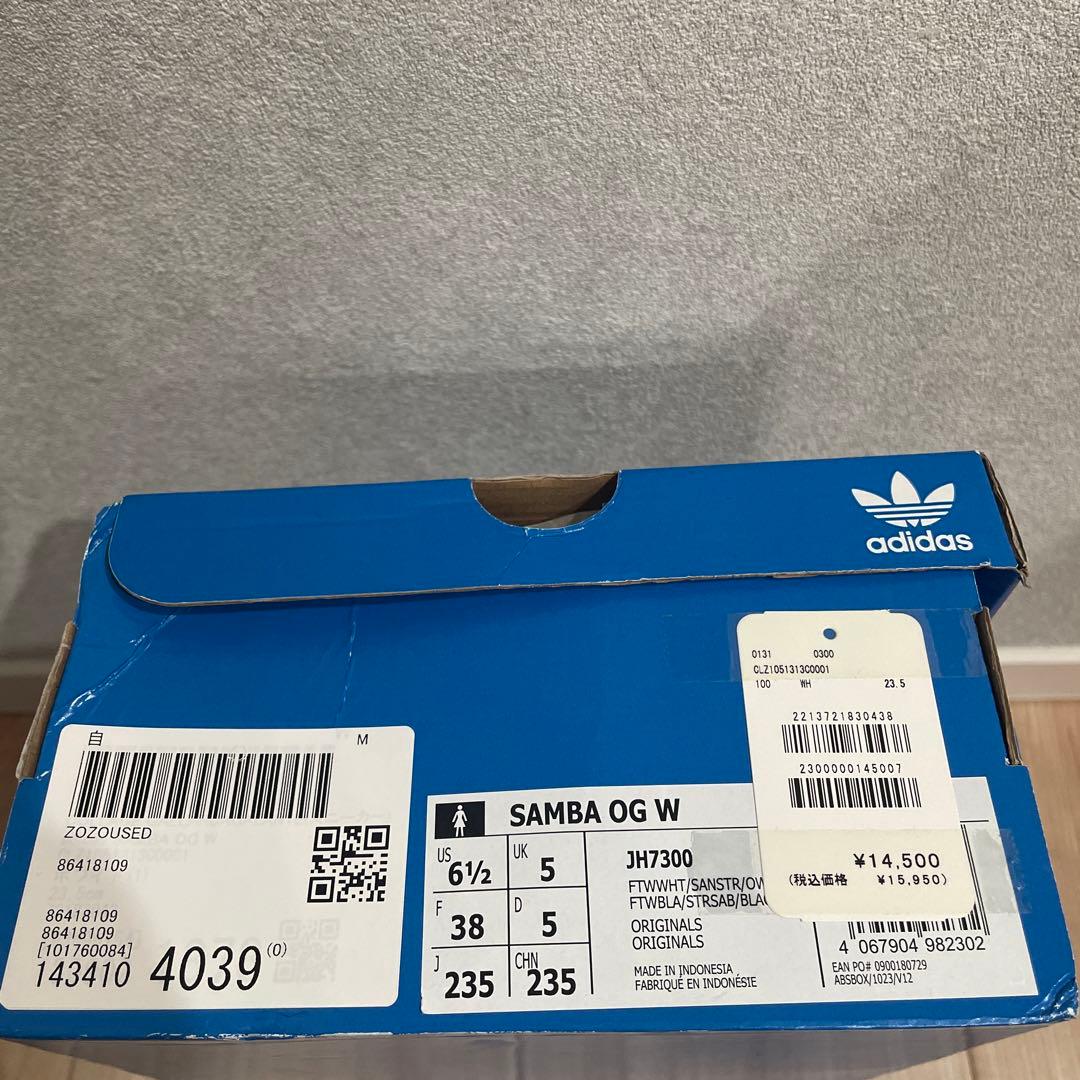 adidas
0131 0300
CLZ1051313C0001
100 WH 23.5
2213721830438
2300000145007
¥14,500
(税込価格 ¥15,950)
自 M
ZOZOUSED
86418109
86418109
86418109
[101760084]
143410 4039 (0)
SAMBA OG W
US 6½ UK 5
F 38 D 5
J 235 CHN 235
JH7300
FTWWHT/SANSTR/OW
FTWBLA/STRSAB/BLA
ORIGINALS
ORIGINALS
MADE IN INDONESIA
FABRIQUÉ EN INDONÉSIE
4 067904 982302
EAN PO# 0900180729
ABSBOX/1023/V12